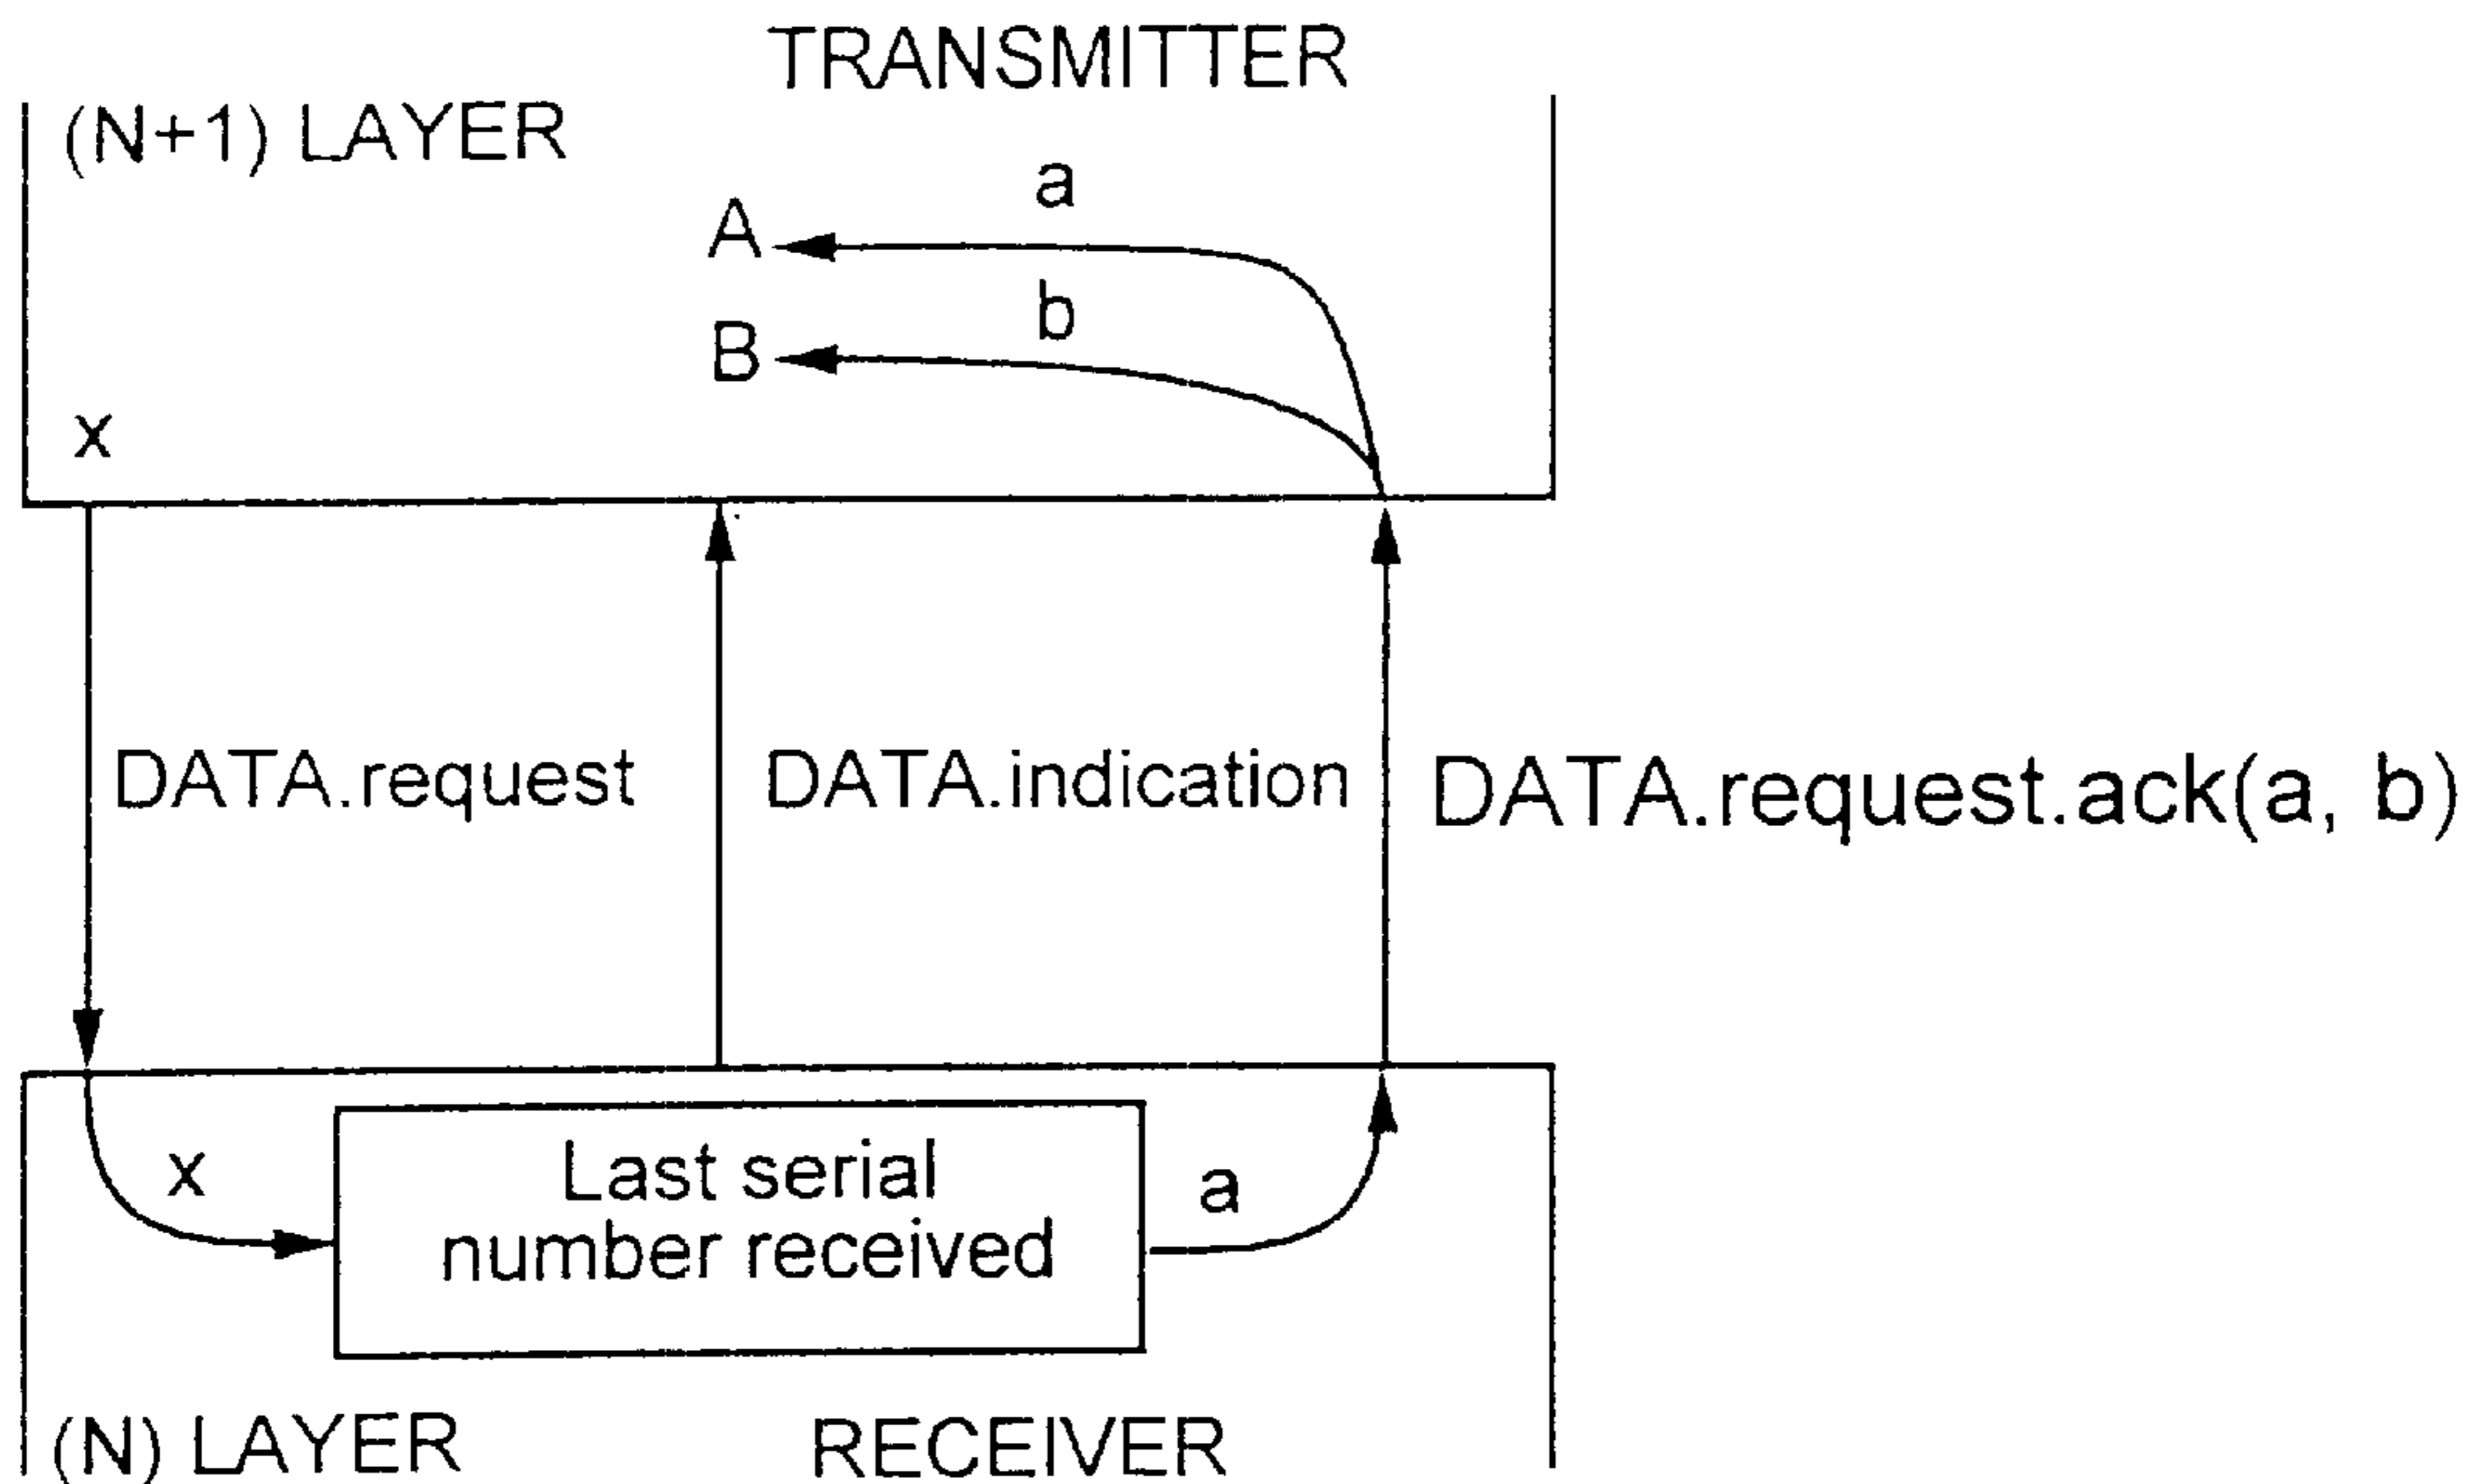 TRANSMITTER
(N+1) LAYER
a
A
b
B
x
DATA.request
DATA.indication
DATA.request.ack(a, b)
x
Last serial
number received
a
(N) LAYER
RECEIVER